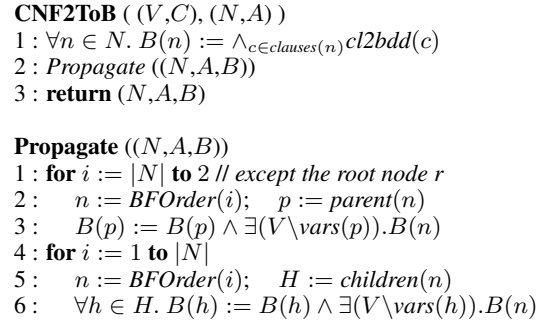 CNF2ToB ( (V,C), (N,A) )
1 : ∀n ∈ N. B(n) := ∧c∈clauses(n)cl2bdd(c)
2 : Propagate ((N,A,B))
3 : return (N,A,B)
Propagate ((N,A,B))
1 : for i := |N| to 2 // except the root node r
2 : n := BFOrder(i); p := parent(n)
3 : B(p) := B(p) ∧ ∃(V\vars(p)).B(n)
4 : for i := 1 to |N|
5 : n := BFOrder(i); H := children(n)
6 : ∀h ∈ H. B(h) := B(h) ∧ ∃(V\vars(h)).B(n)